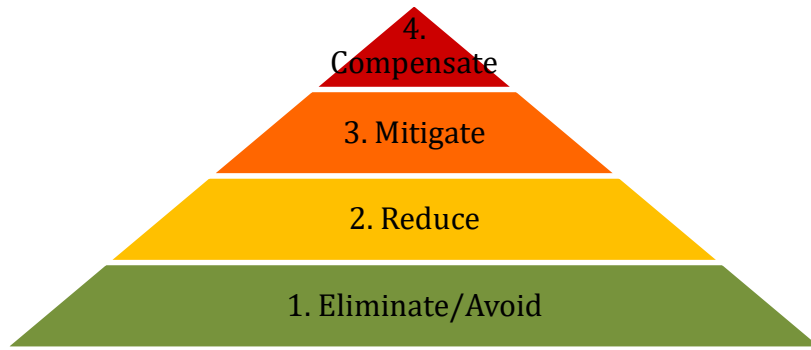 4.
Compensate
3. Mitigate
2. Reduce
1. Eliminate/Avoid